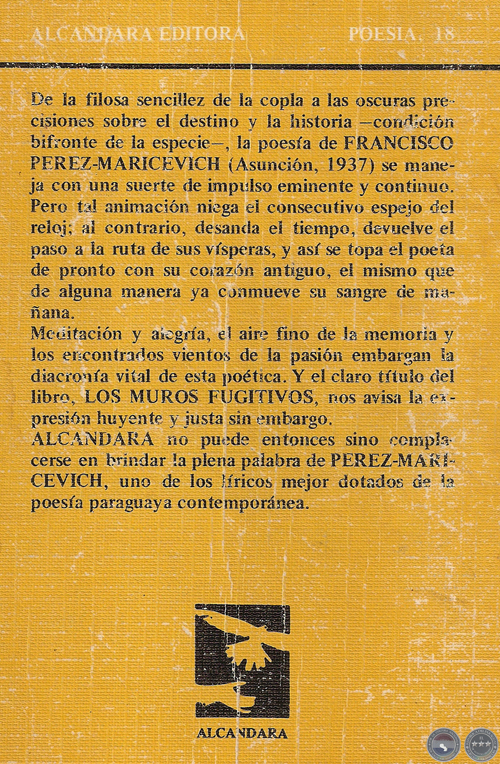 ALCANDARA EDITORA POESIA, 18
De la filosa sencillez de la copla a las oscuras pre-
cisiones sobre el destino y la historia —condición
bifronte de la especie—, la poesía de FRANCISCO
PEREZ-MARICEVICH (Asunción, 1937) se mane-
ja con una suerte de impulso eminente y continuo.
Pero tal animación niega el consecutivo espejo del
reloj; al contrario, desanda el tiempo, devuelve el
paso a la ruta de sus vísperas, y así se topa el poeta
de pronto con su corazón antiguo, el mismo que
de alguna manera ya conmueve su sangre de ma-
ñana.
Meditación y alegría, el aire fino de la memoria y
los encontrados vientos de la pasión embargan la
diacronía vital de esta poética. Y el claro título del
libro, LOS MUROS FUGITIVOS, nos avisa la ex-
presión huyente y justa sin embargo.
ALCANDARA no puede entonces sino compla-
cerse en brindar la plena palabra de PEREZ-MARI-
CEVICH, uno de los líricos mejor dotados de la
poesía paraguaya contemporánea.
ALCANDARA